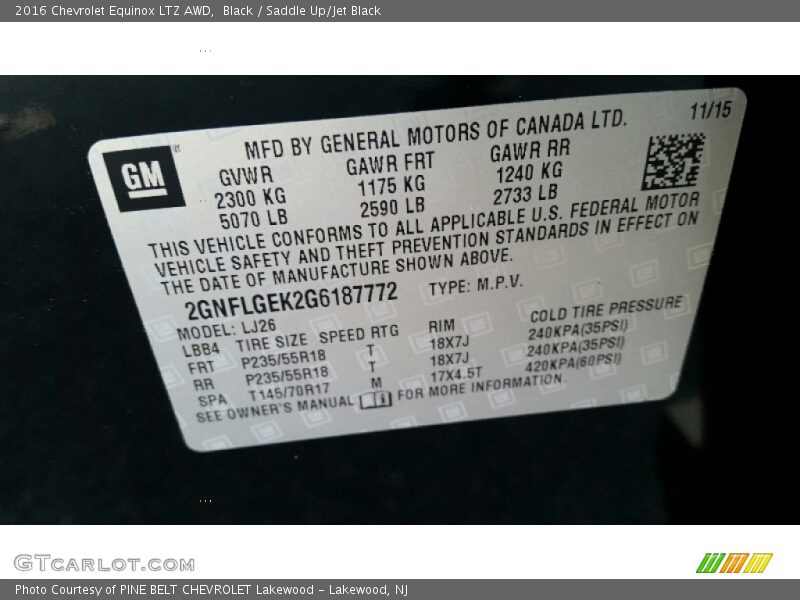 2016 Chevrolet Equinox LTZ AWD,  Black / Saddle Up/Jet Black
GM ®
11/15
MFD BY GENERAL MOTORS OF CANADA LTD.
GVWR GAWR FRT GAWR RR
2300 KG 1175 KG 1240 KG
5070 LB 2590 LB 2733 LB
THIS VEHICLE CONFORMS TO ALL APPLICABLE U.S. FEDERAL MOTOR
VEHICLE SAFETY AND THEFT PREVENTION STANDARDS IN EFFECT ON
THE DATE OF MANUFACTURE SHOWN ABOVE.
2GNFLGEK2G6187772 TYPE: M.P.V.
MODEL: LJ26
LBB4 TIRE SIZE SPEED RTG RIM COLD TIRE PRESSURE
FRT P235/55R18 T 18X7J 240KPA(35PSI)
RR P235/55R18 T 18X7J 240KPA(35PSI)
SPA T145/70R17 M 17X4.5T 420KPA(60PSI)
SEE OWNER'S MANUAL FOR MORE INFORMATION
GTCARLOT.COM
Photo Courtesy of PINE BELT CHEVROLET Lakewood - Lakewood, NJ